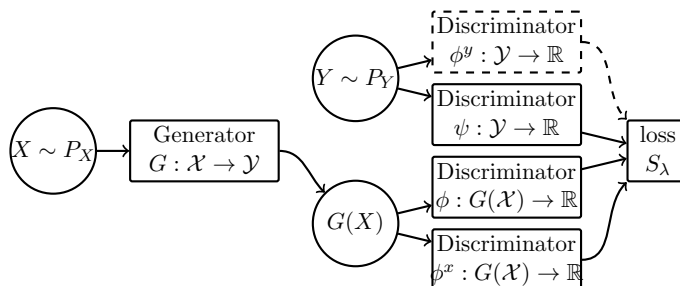 Discriminator
ϕ^y : 𝒴 → ℝ
Y ∼ P_Y
Discriminator
ψ : 𝒴 → ℝ
X ∼ P_X
Generator
G : 𝒳 → 𝒴
loss
S_λ
Discriminator
ϕ : G(𝒳) → ℝ
G(X)
Discriminator
ϕ^x : G(𝒳) → ℝ